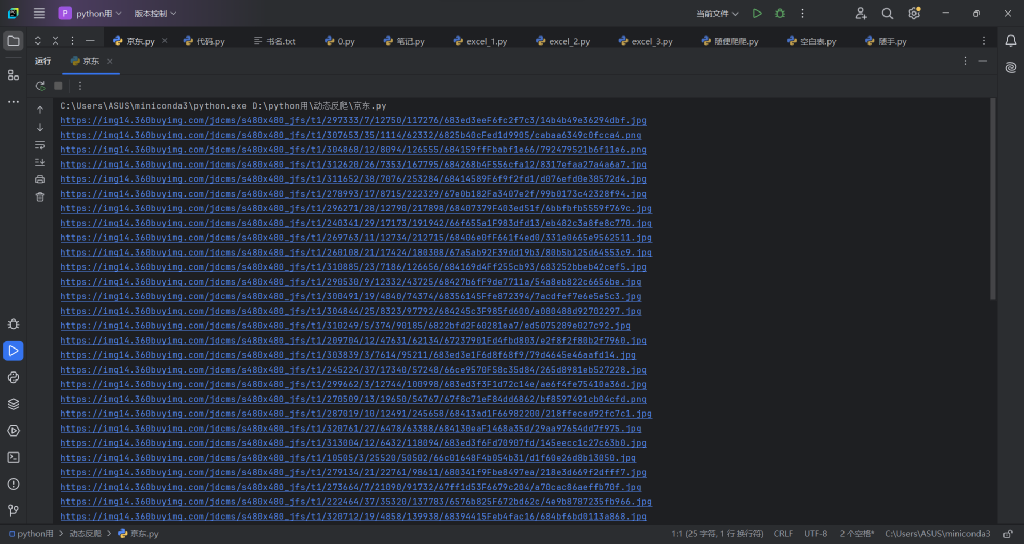 python用 版本控制 当前文件
京东.py 代码.py 书名.txt 0.py 笔记.py excel_1.py excel_2.py excel_3.py 随便爬爬.py 空白表.py 随手.py
运行 京东
C:\Users\ASUS\miniconda3\python.exe D:\python用\动态反爬\京东.py
https://img14.360buyimg.com/jdcms/s480x480_jfs/t1/297333/7/12750/117276/683ed3eeF6fc2f7c3/14b4b49e36294dbf.jpg
https://img14.360buyimg.com/jdcms/s480x480_jfs/t1/307653/35/1114/62332/6825b40cFed1d9905/cabaa6349c0fcca4.png
https://img14.360buyimg.com/jdcms/s480x480_jfs/t1/304868/12/8094/126555/684159ffFbabf1e66/792479521b6f11e6.png
https://img14.360buyimg.com/jdcms/s480x480_jfs/t1/312620/26/7353/167795/684268b4F556cfa12/8317efaa27a4a6a7.jpg
https://img14.360buyimg.com/jdcms/s480x480_jfs/t1/311652/38/7076/253284/68414589F6f9f2fd1/d076efd0e38572d4.jpg
https://img14.360buyimg.com/jdcms/s480x480_jfs/t1/278993/17/8715/222329/67e0b182Fa3407e2f/99b0173c42328f94.jpg
https://img14.360buyimg.com/jdcms/s480x480_jfs/t1/296271/28/12790/217898/68407379F403ed51f/6bbfbfb5559f769c.jpg
https://img14.360buyimg.com/jdcms/s480x480_jfs/t1/240341/29/17173/191942/66f655a1F983dfd13/eb482c3a8fe8c770.jpg
https://img14.360buyimg.com/jdcms/s480x480_jfs/t1/269763/11/12734/212715/68406e0fF661f4ed0/331e0665e9562511.jpg
https://img14.360buyimg.com/jdcms/s480x480_jfs/t1/260108/21/17424/180308/67a5ab92F39dd19b3/80b5b125d64553c9.jpg
https://img14.360buyimg.com/jdcms/s480x480_jfs/t1/310885/23/7186/126656/684169d4Ff255cb93/683252bbeb42cef5.jpg
https://img14.360buyimg.com/jdcms/s480x480_jfs/t1/290530/9/12332/43725/68427b6fF9de7711a/54a8eb822c6656be.jpg
https://img14.360buyimg.com/jdcms/s480x480_jfs/t1/300491/19/4040/74374/68356145Ffe872394/7acdfef7e6e5e5c3.jpg
https://img14.360buyimg.com/jdcms/s480x480_jfs/t1/304844/25/8323/97792/684245c3F985fd600/a080408d92702297.jpg
https://img14.360buyimg.com/jdcms/s480x480_jfs/t1/310249/5/374/90185/6822bfd2F60281ea7/ed5075289e027c92.jpg
https://img14.360buyimg.com/jdcms/s480x480_jfs/t1/209704/12/47631/62134/67237901Fd4fbd803/e2f8f2f80b2f7960.jpg
https://img14.360buyimg.com/jdcms/s480x480_jfs/t1/303839/3/7614/95211/683ed3e1F6d8f68f9/79d4645e46aafd14.jpg
https://img14.360buyimg.com/jdcms/s480x480_jfs/t1/245224/37/17340/57248/66ce9570F58c35d84/265d8981eb527228.jpg
https://img14.360buyimg.com/jdcms/s480x480_jfs/t1/299662/3/12744/100998/683ed3f3F1d72c14e/ae6f4fe75410a36d.jpg
https://img14.360buyimg.com/jdcms/s480x480_jfs/t1/270509/13/19650/54767/67f8c71eF84dd6862/bf8597491cb04cfd.png
https://img14.360buyimg.com/jdcms/s480x480_jfs/t1/287019/10/12491/245658/68413ad1F66982200/218ffeced92fc7c1.jpg
https://img14.360buyimg.com/jdcms/s480x480_jfs/t1/320761/27/6478/63388/684130eaF1468a35d/29aa97654dd7f975.jpg
https://img14.360buyimg.com/jdcms/s480x480_jfs/t1/313004/12/6432/118094/683ed3f6Fd70907fd/145eecc1c27c63b0.jpg
https://img14.360buyimg.com/jdcms/s480x480_jfs/t1/10505/3/25520/50502/66c01648F4b054b31/d1f60e26d8b13050.jpg
https://img14.360buyimg.com/jdcms/s480x480_jfs/t1/279134/21/22761/98611/680341f9Fbe8497ea/218e3d669f2dfff7.jpg
https://img14.360buyimg.com/jdcms/s480x480_jfs/t1/273664/7/21090/91732/67ff1d53F6679c204/a70cac86aeffb70f.jpg
https://img14.360buyimg.com/jdcms/s480x480_jfs/t1/222464/37/35320/137783/6576b825F672bd62c/4e9b8787235fb966.jpg
https://img14.360buyimg.com/jdcms/s480x480_jfs/t1/320712/19/4858/139938/68394415Feb4fac16/684bf6bd0113a868.jpg
python用 动态反爬 京东.py 1:1 (25 字符, 1 行 换行符) CRLF UTF-8 2 个空格* C:\Users\ASUS\miniconda3